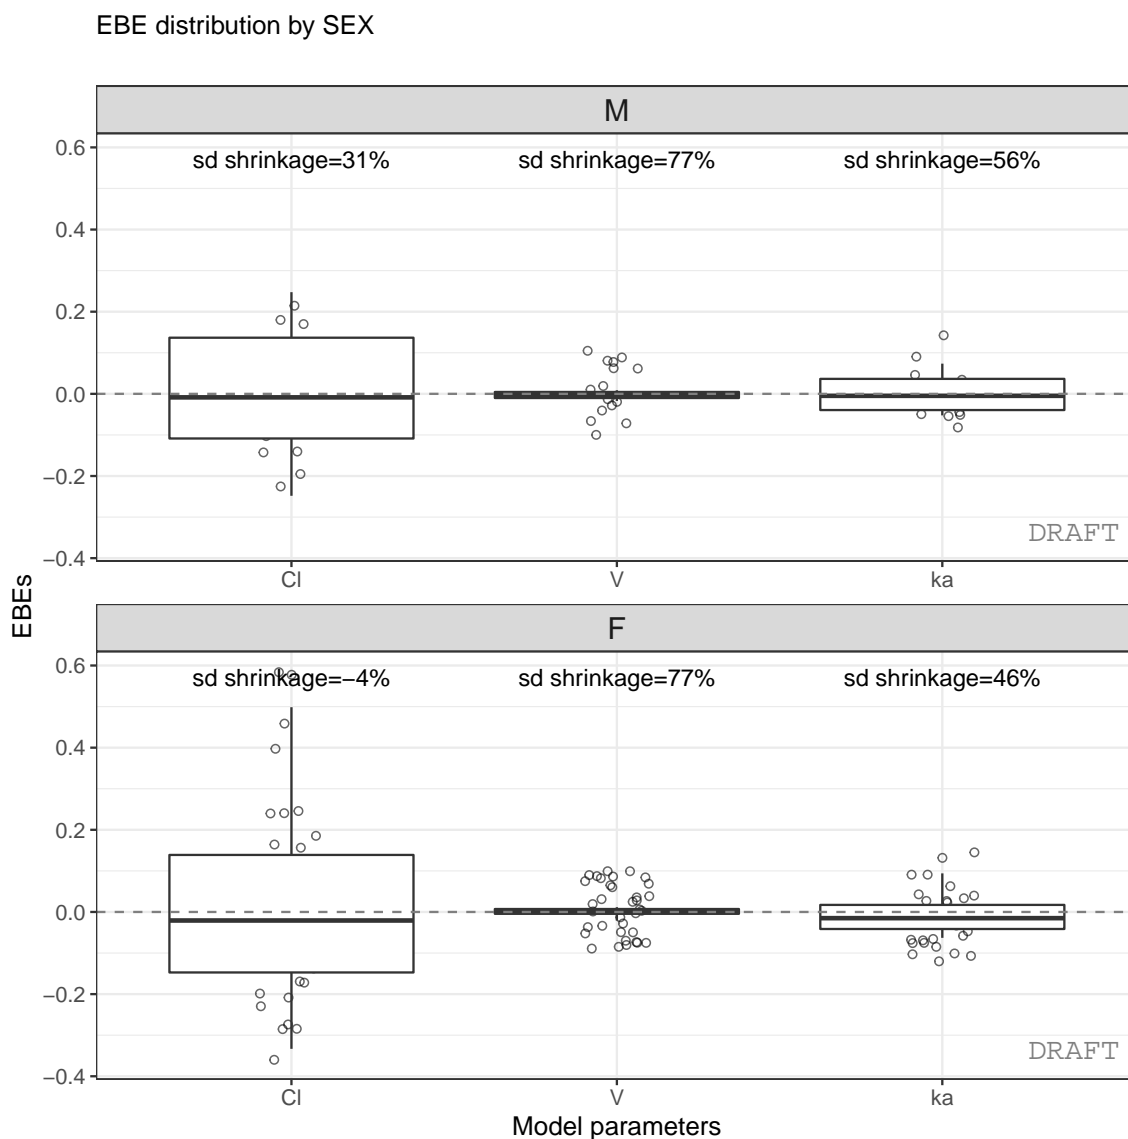 EBE distribution by SEX
M
sd shrinkage=31% sd shrinkage=77% sd shrinkage=56%
0.6
0.4
0.2
0.0
−0.2
−0.4
DRAFT
Cl V ka
EBEs
F
sd shrinkage=−4% sd shrinkage=77% sd shrinkage=46%
0.6
0.4
0.2
0.0
−0.2
−0.4
DRAFT
Cl V ka
Model parameters